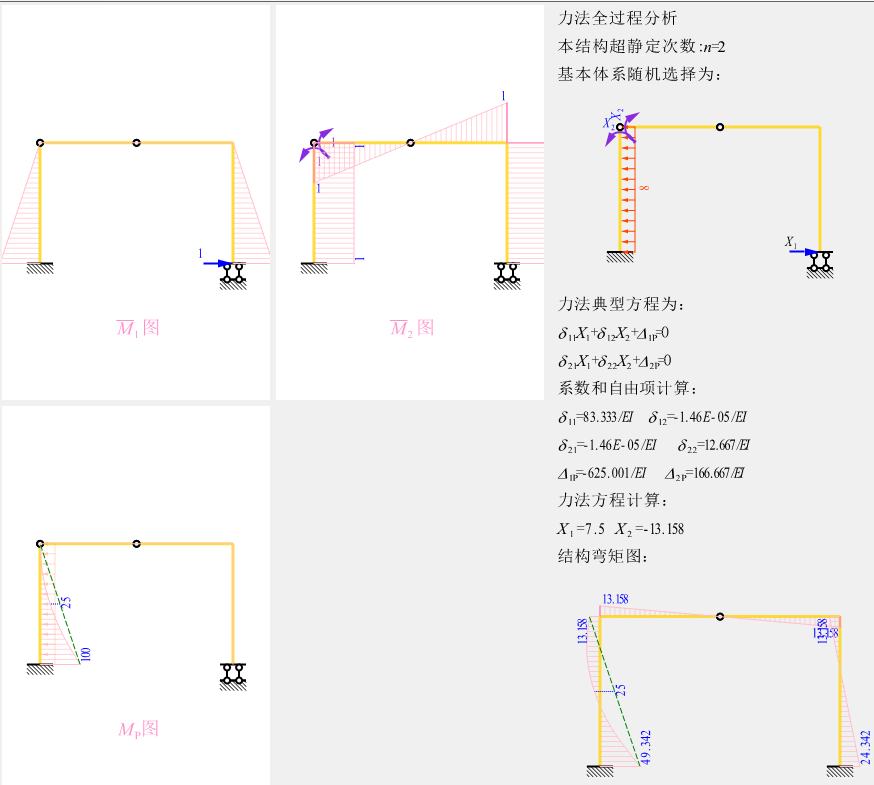 力法全过程分析
本结构超静定次数:n=2
基本体系随机选择为:
1
M̅₁图
1
1
1
1
1
1
M̅₂图
X₂
X₂
∞
X₁
力法典型方程为:
δ₁₁X₁+δ₁₂X₂+Δ₁P=0
δ₂₁X₁+δ₂₂X₂+Δ₂P=0
系数和自由项计算:
δ₁₁=83.333/EI δ₁₂=-1.46E-05/EI
δ₂₁=-1.46E-05/EI δ₂₂=12.667/EI
Δ₁P=-625.001/EI Δ₂P=166.667/EI
力法方程计算:
X₁=7.5 X₂=-13.158
结构弯矩图:
25
100
MP图
13.158
13.158
13.158
13.158
25
49.342
24.342